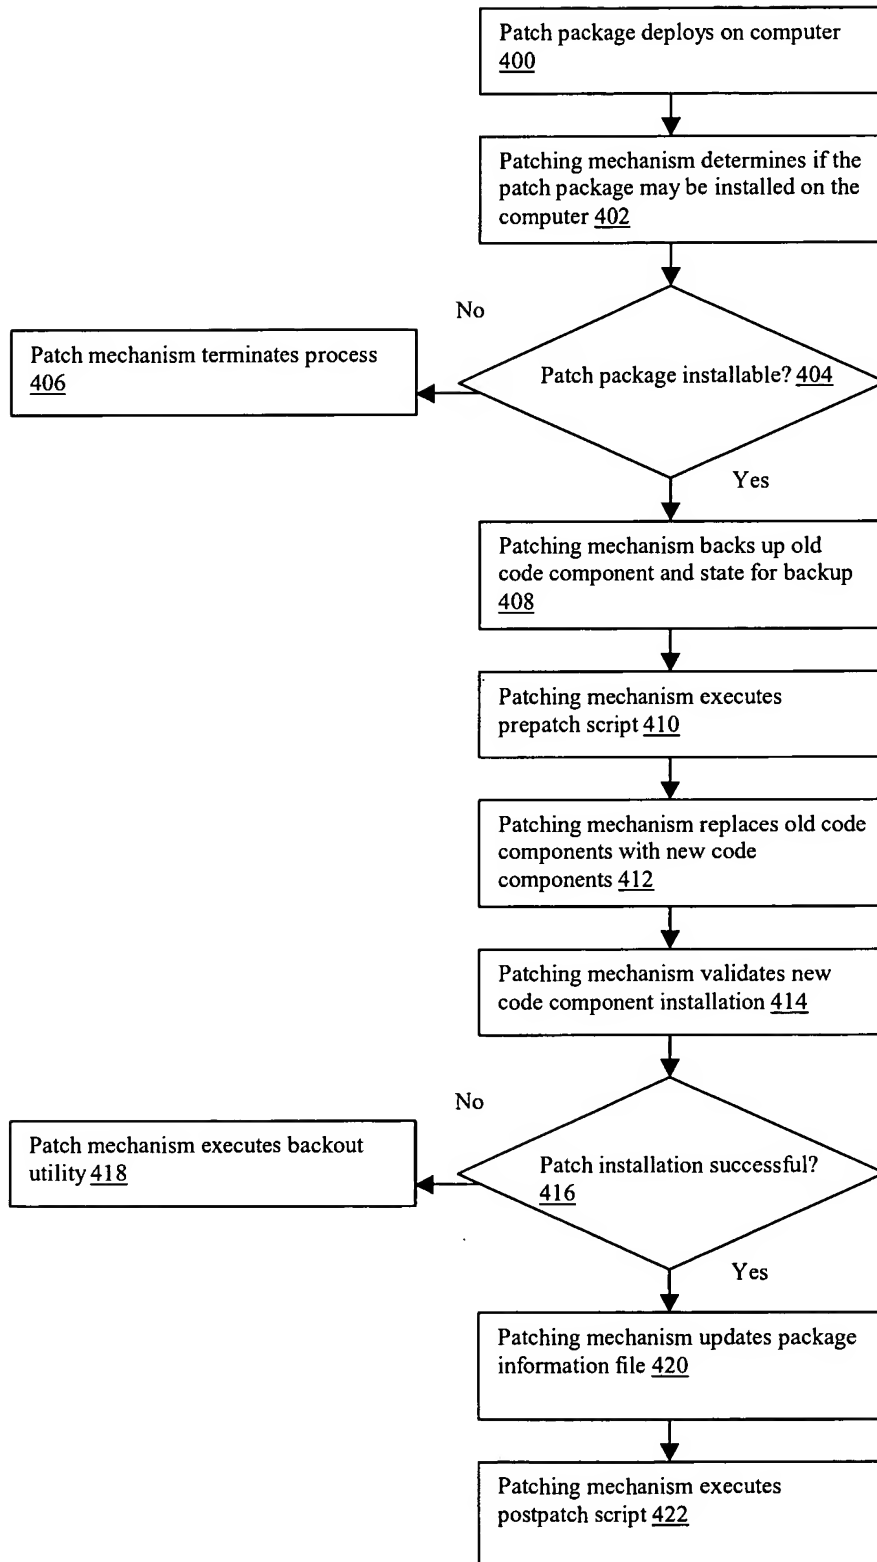 Patch package deploys on computer
400
Patching mechanism determines if the
patch package may be installed on the
computer 402
No
Patch mechanism terminates process
406
Patch package installable? 404
Yes
Patching mechanism backs up old
code component and state for backup
408
Patching mechanism executes
prepatch script 410
Patching mechanism replaces old code
components with new code
components 412
Patching mechanism validates new
code component installation 414
No
Patch mechanism executes backout
utility 418
Patch installation successful?
416
Yes
Patching mechanism updates package
information file 420
Patching mechanism executes
postpatch script 422